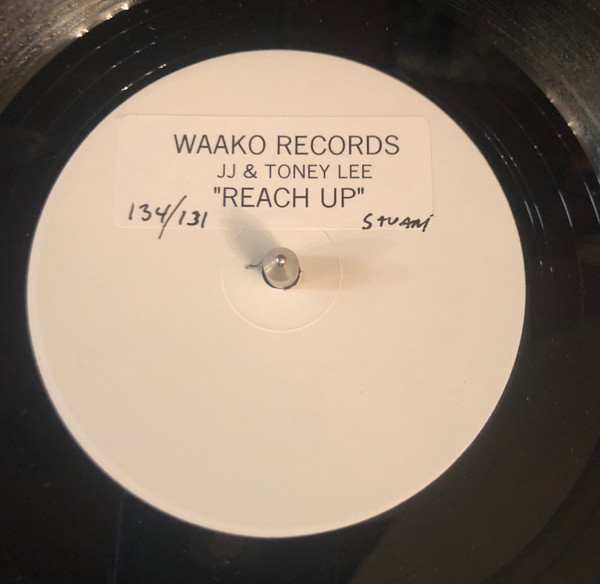 WAAKO RECORDS
JJ & TONEY LEE
"REACH UP"
134/131